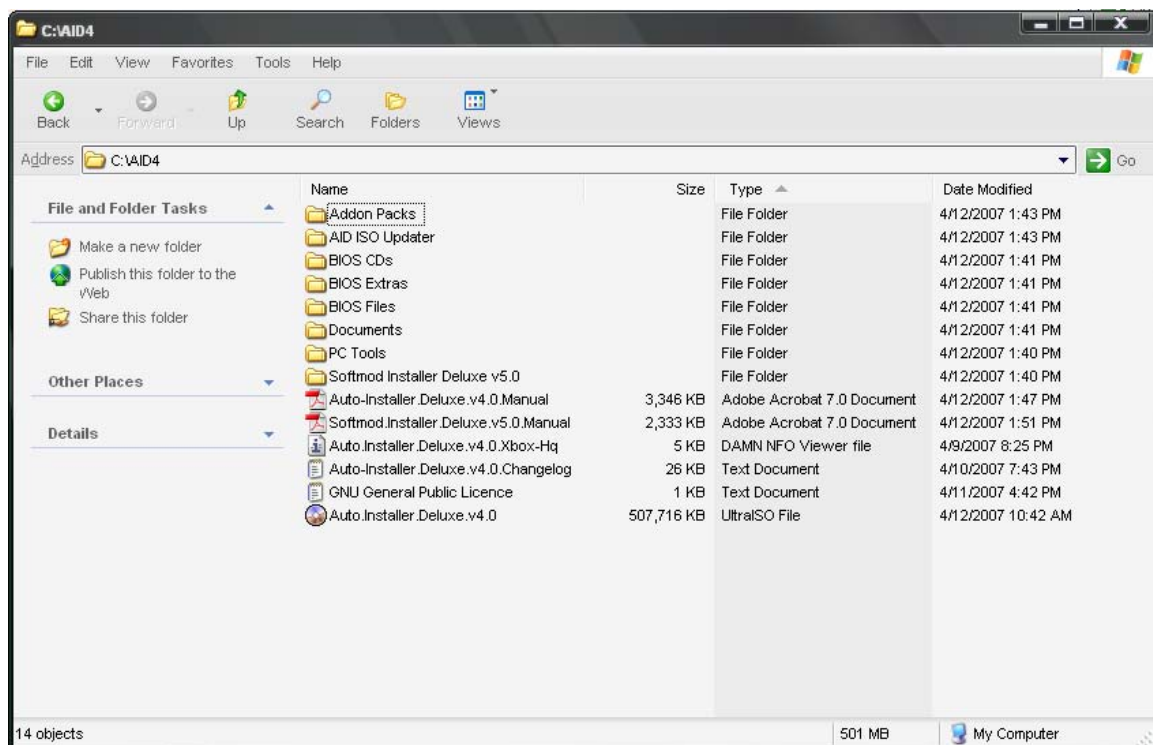 C:\AID4
File Edit View Favorites Tools Help
Back Forward Up Search Folders Views
Address C:\AID4 Go
File and Folder Tasks
Make a new folder
Publish this folder to the
Web
Share this folder
Other Places
Details
Name Size Type Date Modified
Addon Packs File Folder 4/12/2007 1:43 PM
AID ISO Updater File Folder 4/12/2007 1:43 PM
BIOS CDs File Folder 4/12/2007 1:41 PM
BIOS Extras File Folder 4/12/2007 1:41 PM
BIOS Files File Folder 4/12/2007 1:41 PM
Documents File Folder 4/12/2007 1:41 PM
PC Tools File Folder 4/12/2007 1:40 PM
Softmod Installer Deluxe v5.0 File Folder 4/12/2007 1:40 PM
Auto-Installer.Deluxe.v4.0.Manual 3,346 KB Adobe Acrobat 7.0 Document 4/12/2007 1:47 PM
Softmod.Installer.Deluxe.v5.0.Manual 2,333 KB Adobe Acrobat 7.0 Document 4/12/2007 1:51 PM
Auto.Installer.Deluxe.v4.0.Xbox-Hq 5 KB DAMN NFO Viewer file 4/9/2007 8:25 PM
Auto-Installer.Deluxe.v4.0.Changelog 26 KB Text Document 4/10/2007 7:43 PM
GNU General Public Licence 1 KB Text Document 4/11/2007 4:42 PM
Auto.Installer.Deluxe.v4.0 507,716 KB UltraISO File 4/12/2007 10:42 AM
14 objects 501 MB My Computer